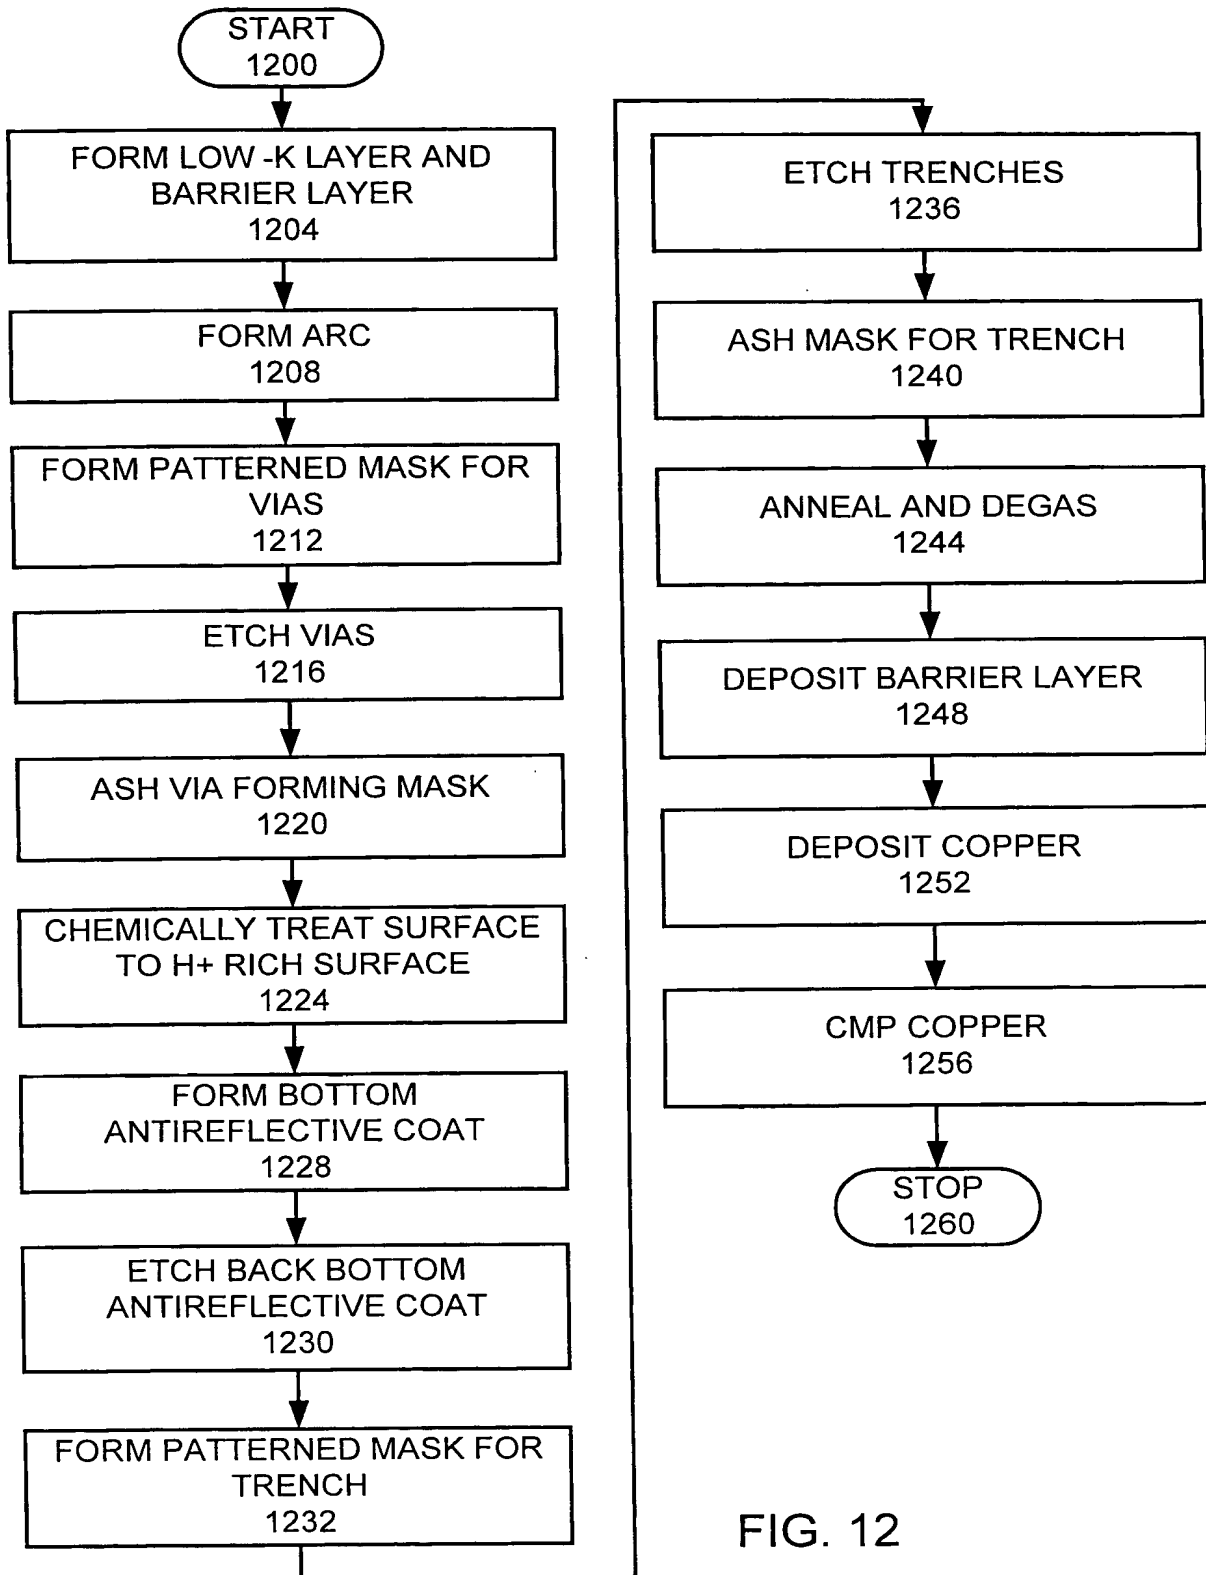 START
1200
FORM LOW -K LAYER AND
BARRIER LAYER
1204
FORM ARC
1208
FORM PATTERNED MASK FOR
VIAS
1212
ETCH VIAS
1216
ASH VIA FORMING MASK
1220
CHEMICALLY TREAT SURFACE
TO H+ RICH SURFACE
1224
FORM BOTTOM
ANTIREFLECTIVE COAT
1228
ETCH BACK BOTTOM
ANTIREFLECTIVE COAT
1230
FORM PATTERNED MASK FOR
TRENCH
1232
ETCH TRENCHES
1236
ASH MASK FOR TRENCH
1240
ANNEAL AND DEGAS
1244
DEPOSIT BARRIER LAYER
1248
DEPOSIT COPPER
1252
CMP COPPER
1256
STOP
1260
FIG. 12